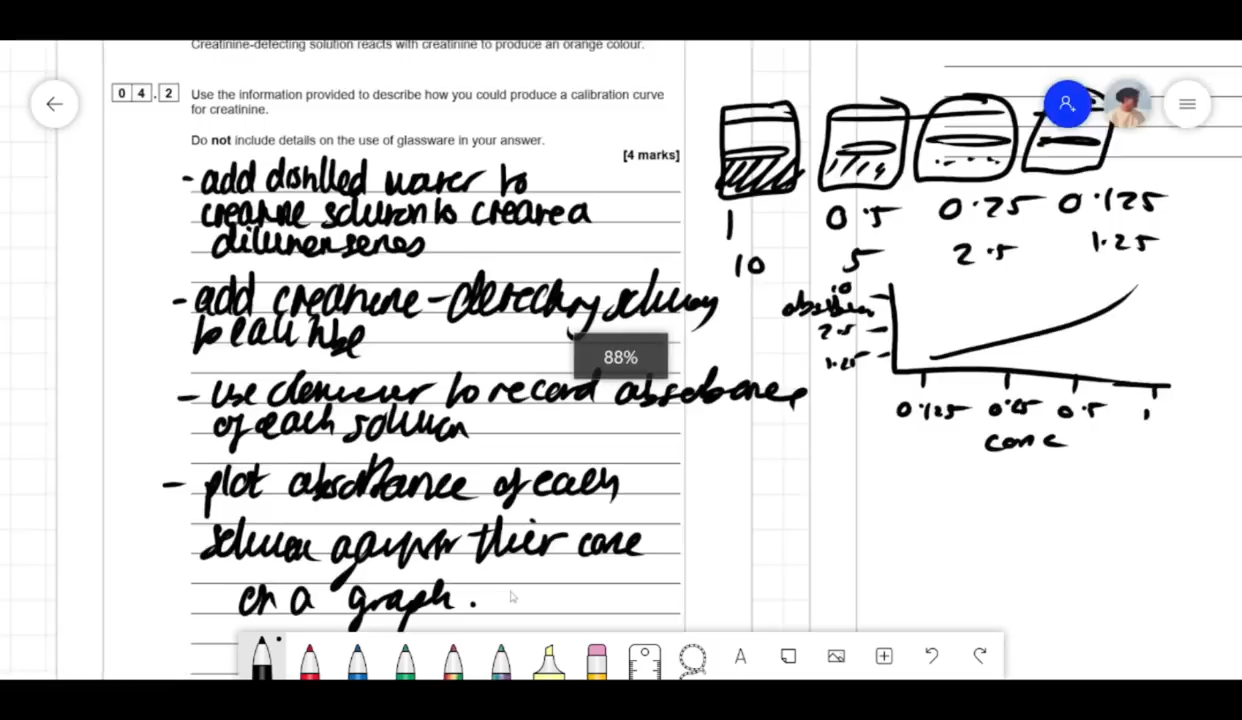 Creatinine-detecting solution reacts with creatinine to produce an orange colour.
0 4 . 2
Use the information provided to describe how you could produce a calibration curve
for creatinine.
Do not include details on the use of glassware in your answer.
[4 marks]
- add distilled water to
creatinine solution to create a
dilution series
- add creatinine - detecting solution
to each tube
- use colorimeter to record absorbance
of each solution
- plot absorbance of each
solution against their conc
on a graph.
88%
1 0.5 0.25 0.125
10 5 2.5 1.25
absorbance
10
2.5
1.25
0.125 0.25 0.5 1
conc
A